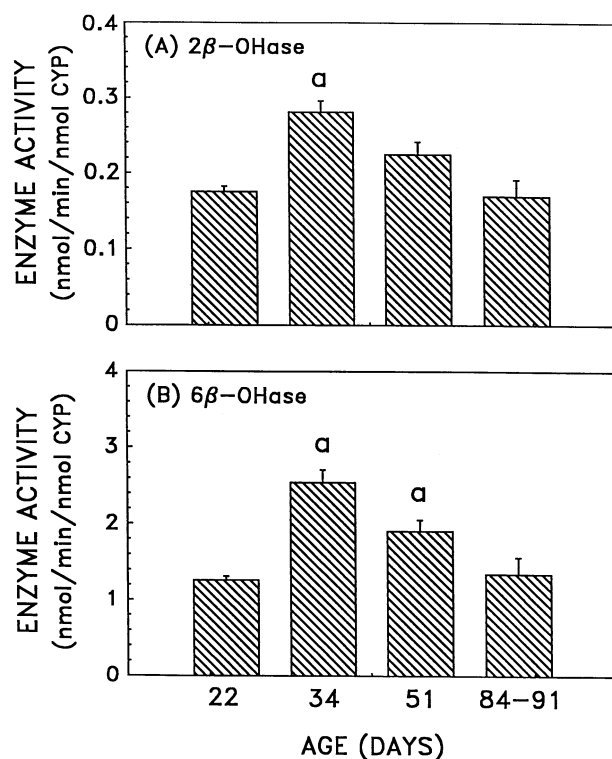 0.4
(A) 2β-OHase
a
0.3
0.2
0.1
0
ENZYME ACTIVITY
(nmol/min/nmol CYP)
4
(B) 6β-OHase
a
a
3
2
1
0
ENZYME ACTIVITY
(nmol/min/nmol CYP)
22 34 51 84-91
AGE (DAYS)